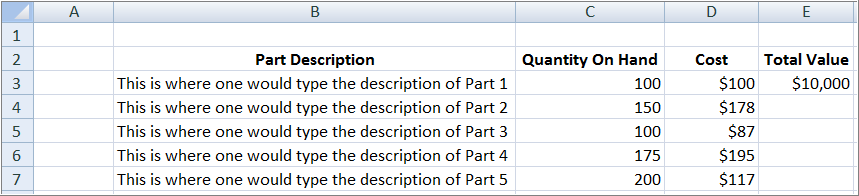 A B C D E
1
2 Part Description Quantity On Hand Cost Total Value
3 This is where one would type the description of Part 1 100 $100 $10,000
4 This is where one would type the description of Part 2 150 $178
5 This is where one would type the description of Part 3 100 $87
6 This is where one would type the description of Part 4 175 $195
7 This is where one would type the description of Part 5 200 $117